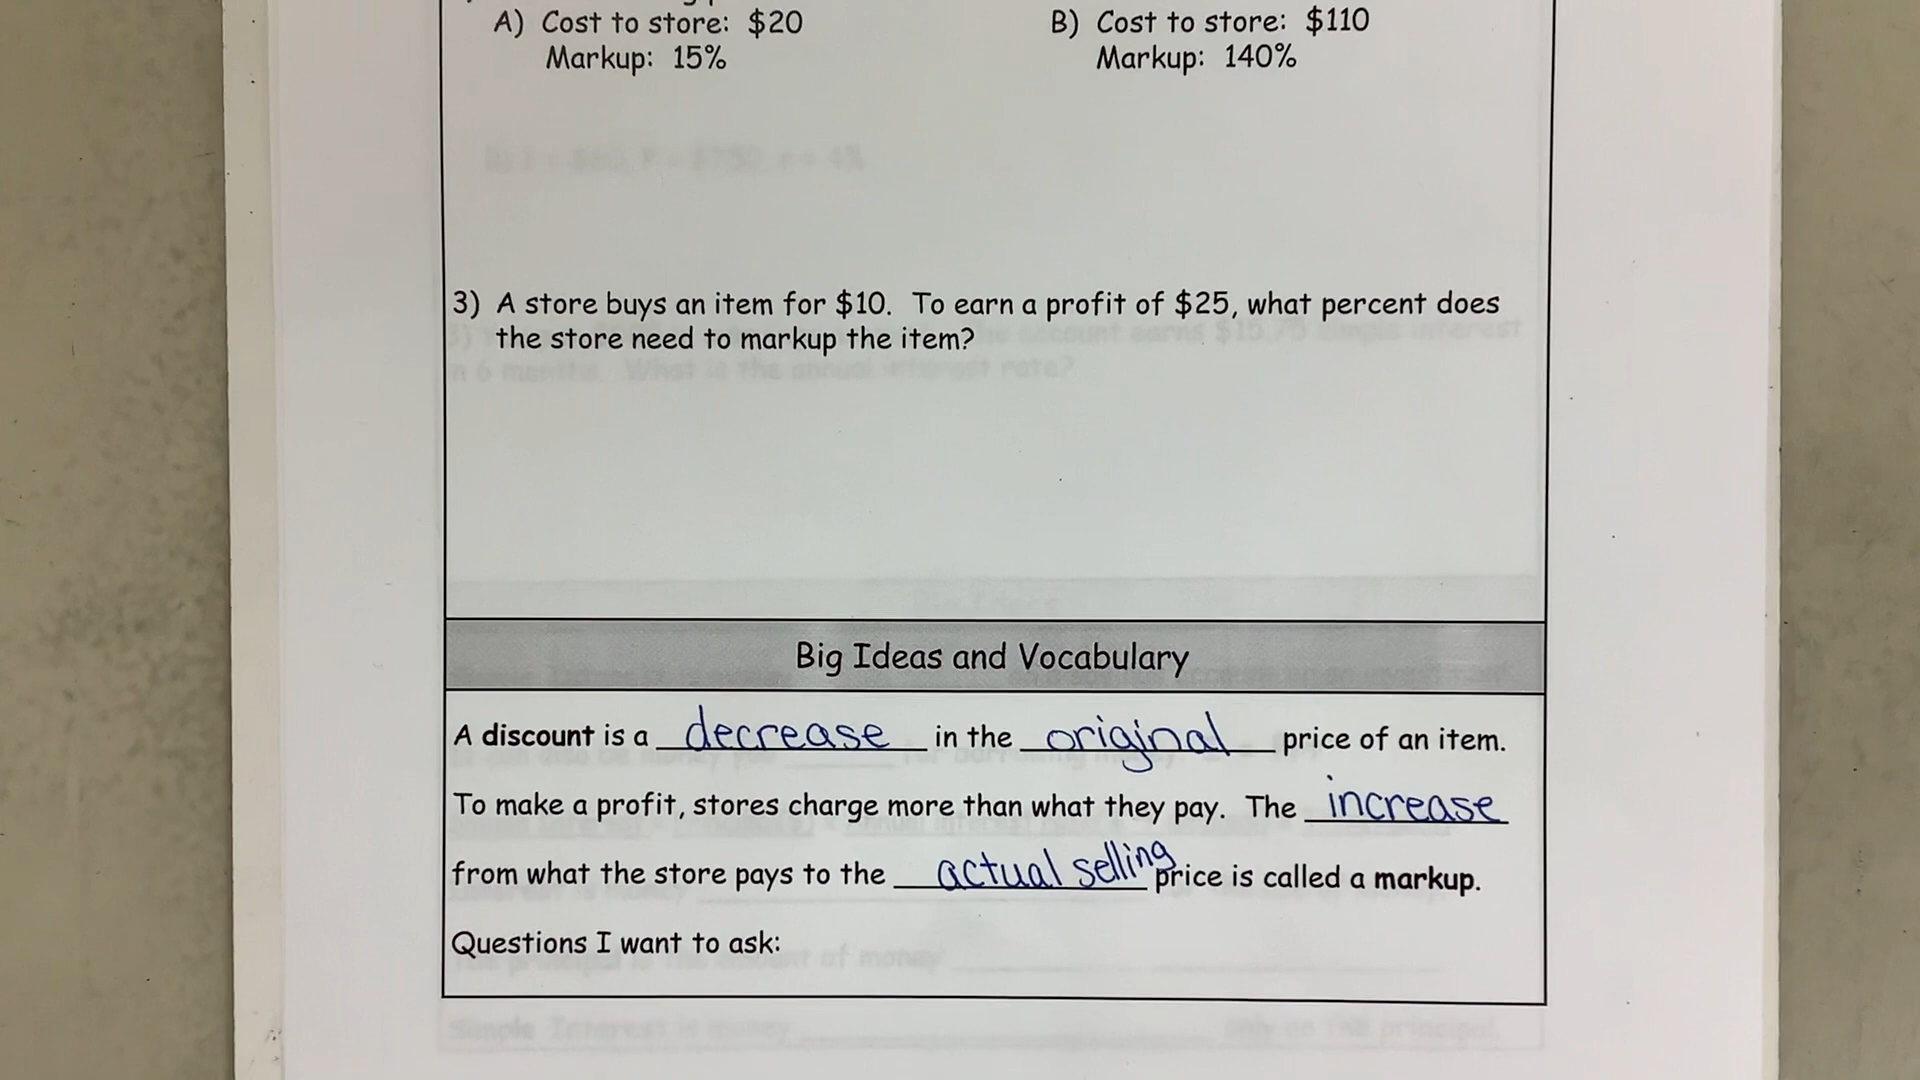 A) Cost to store: $20
Markup: 15%
B) Cost to store: $110
Markup: 140%
3) A store buys an item for $10. To earn a profit of $25, what percent does
the store need to markup the item?
Big Ideas and Vocabulary
A discount is a decrease in the original price of an item.
To make a profit, stores charge more than what they pay. The increase
from what the store pays to the actual selling price is called a markup.
Questions I want to ask: